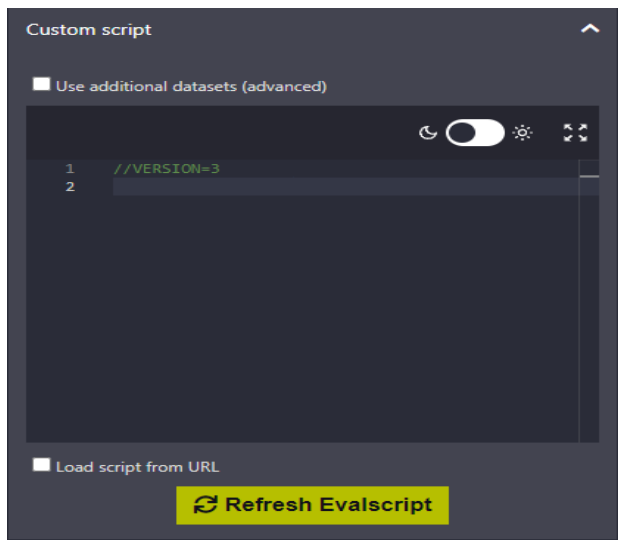 Custom script
Use additional datasets (advanced)
1 //VERSION=3
2
Load script from URL
Refresh Evalscript